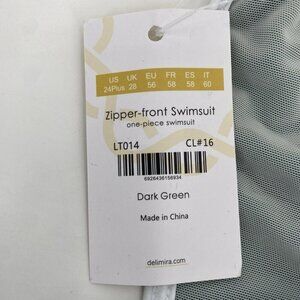 US UK EU FR ES IT
24Plus 28 56 58 58 60
Zipper-front Swimsuit
one-piece swimsuit
LT014 CL#16
6926436156934
Dark Green
Made in China
delimira.com